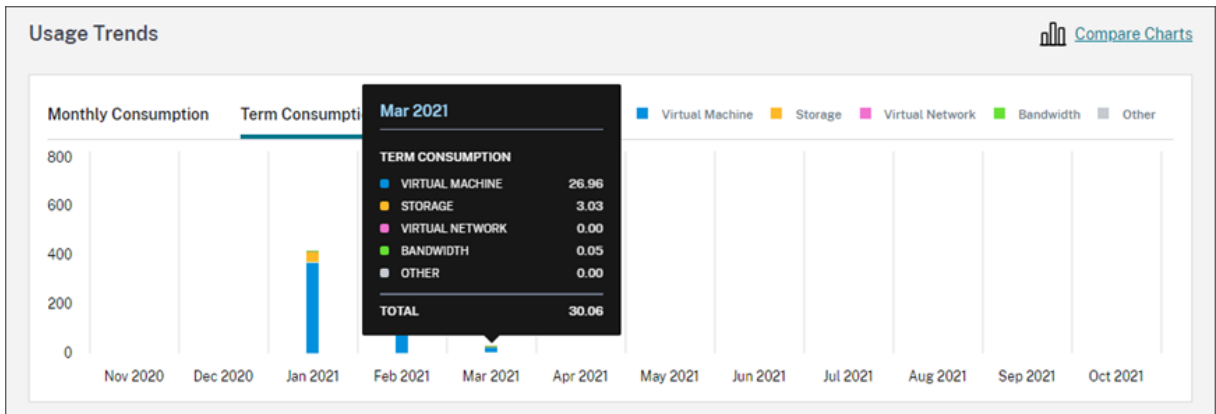 Usage Trends
Compare Charts
Monthly Consumption
Term Consumpti
Mar 2021
TERM CONSUMPTION
VIRTUAL MACHINE 26.96
STORAGE 3.03
VIRTUAL NETWORK 0.00
BANDWIDTH 0.05
OTHER 0.00
TOTAL 30.06
Virtual Machine Storage Virtual Network Bandwidth Other
800
600
400
200
0
Nov 2020 Dec 2020 Jan 2021 Feb 2021 Mar 2021 Apr 2021 May 2021 Jun 2021 Jul 2021 Aug 2021 Sep 2021 Oct 2021